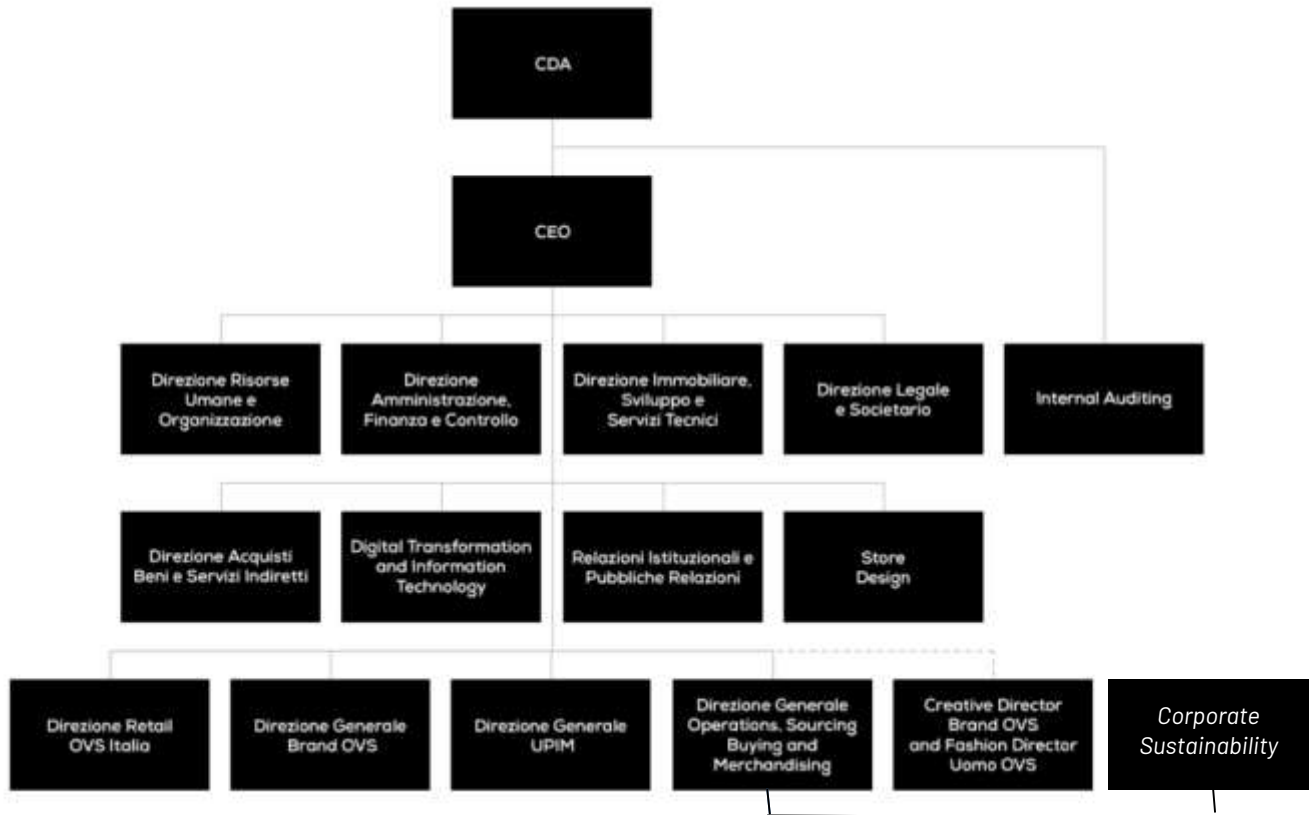 CDA
CEO
Direzione Risorse
Umane e
Organizzazione
Direzione
Amministrazione,
Finanza e Controllo
Direzione Immobiliare,
Sviluppo e
Servizi Tecnici
Direzione Legale
e Societario
Internal Auditing
Direzione Acquisti
Beni e Servizi Indiretti
Digital Transformation
and Information
Technology
Relazioni Istituzionali e
Pubbliche Relazioni
Store
Design
Direzione Retail
OVS Italia
Direzione Generale
Brand OVS
Direzione Generale
UPIM
Direzione Generale
Operations, Sourcing
Buying and
Merchandising
Creative Director
Brand OVS
and Fashion Director
Uomo OVS
Corporate
Sustainability